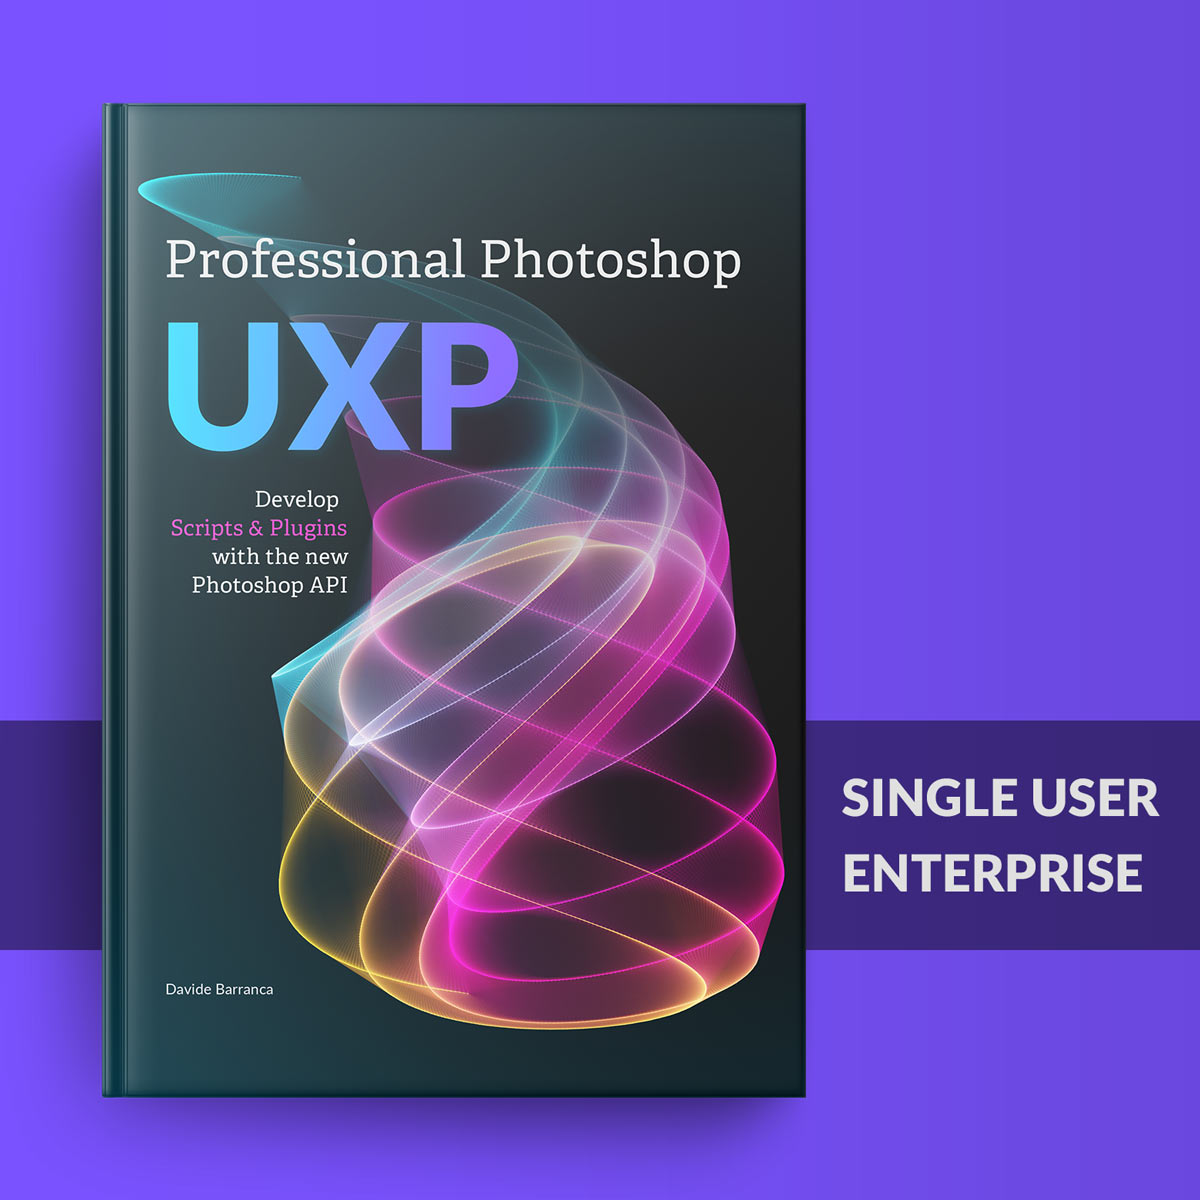 Professional Photoshop
UXP
Develop
Scripts & Plugins
with the new
Photoshop API
Davide Barranca
SINGLE USER
ENTERPRISE